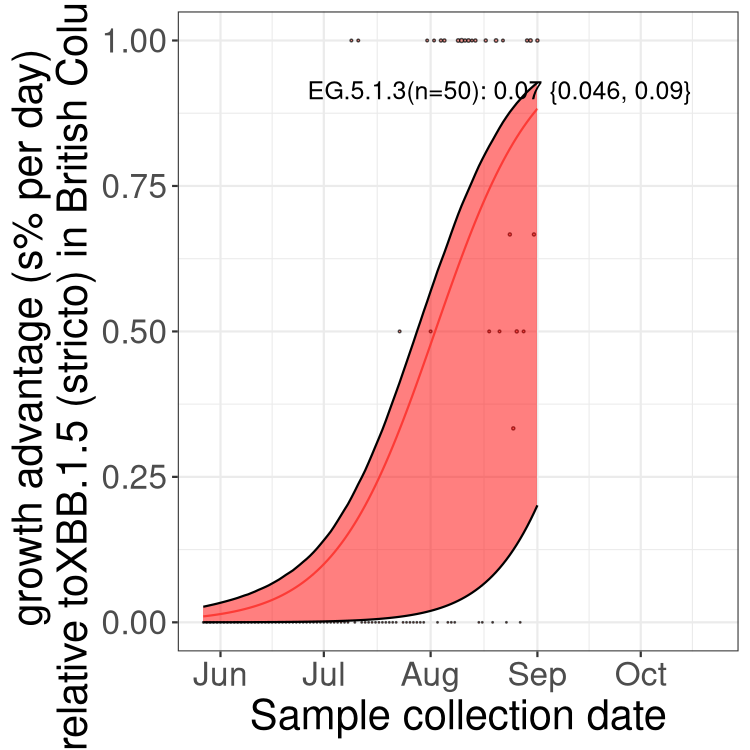 growth advantage (s% per day)
relative toXBB.1.5 (stricto) in British Colu
1.00
0.75
0.50
0.25
0.00
EG.5.1.3(n=50): 0.07 {0.046, 0.09}
Jun Jul Aug Sep Oct
Sample collection date